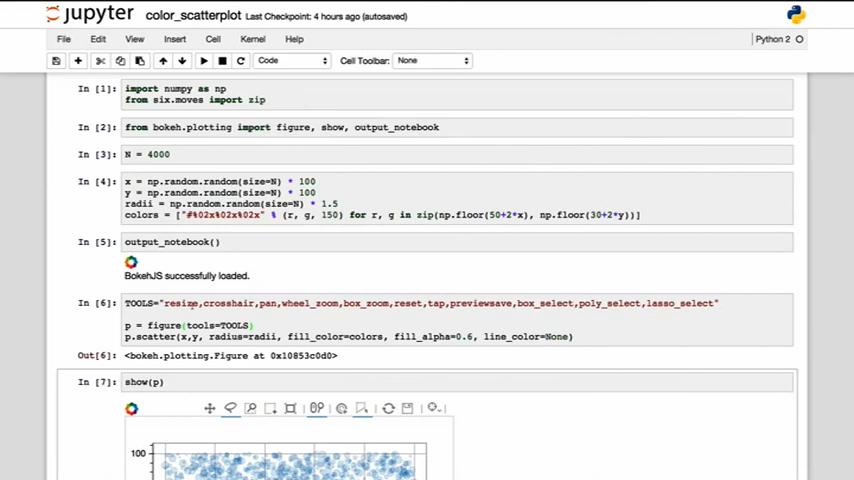 jupyter color_scatterplot Last Checkpoint: 4 hours ago (autosaved)
File Edit View Insert Cell Kernel Help Python 2
Code Cell Toolbar: None
In [1]: import numpy as np
from six.moves import zip
In [2]: from bokeh.plotting import figure, show, output_notebook
In [3]: N = 4000
In [4]: x = np.random.random(size=N) * 100
y = np.random.random(size=N) * 100
radii = np.random.random(size=N) * 1.5
colors = ["#%02x%02x%02x" % (r, g, 150) for r, g in zip(np.floor(50+2*x), np.floor(30+2*y))]
In [5]: output_notebook()
BokehJS successfully loaded.
In [6]: TOOLS="resize,crosshair,pan,wheel_zoom,box_zoom,reset,tap,previewsave,box_select,poly_select,lasso_select"
p = figure(tools=TOOLS)
p.scatter(x,y, radius=radii, fill_color=colors, fill_alpha=0.6, line_color=None)
Out[6]: <bokeh.plotting.Figure at 0x10853c0d0>
In [7]: show(p)
100